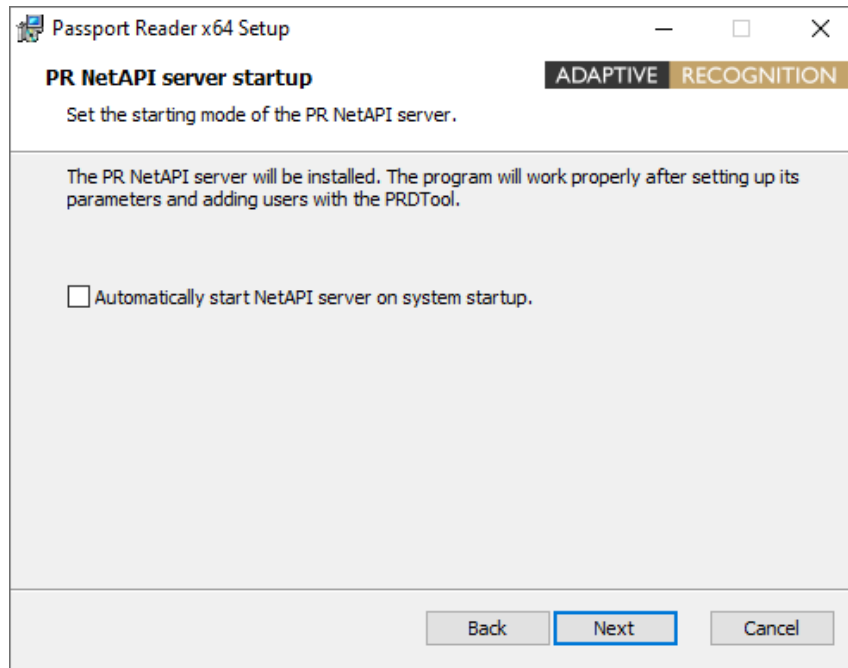 Passport Reader x64 Setup
PR NetAPI server startup
ADAPTIVE RECOGNITION
Set the starting mode of the PR NetAPI server.
The PR NetAPI server will be installed. The program will work properly after setting up its
parameters and adding users with the PRDTool.
Automatically start NetAPI server on system startup.
Back Next Cancel